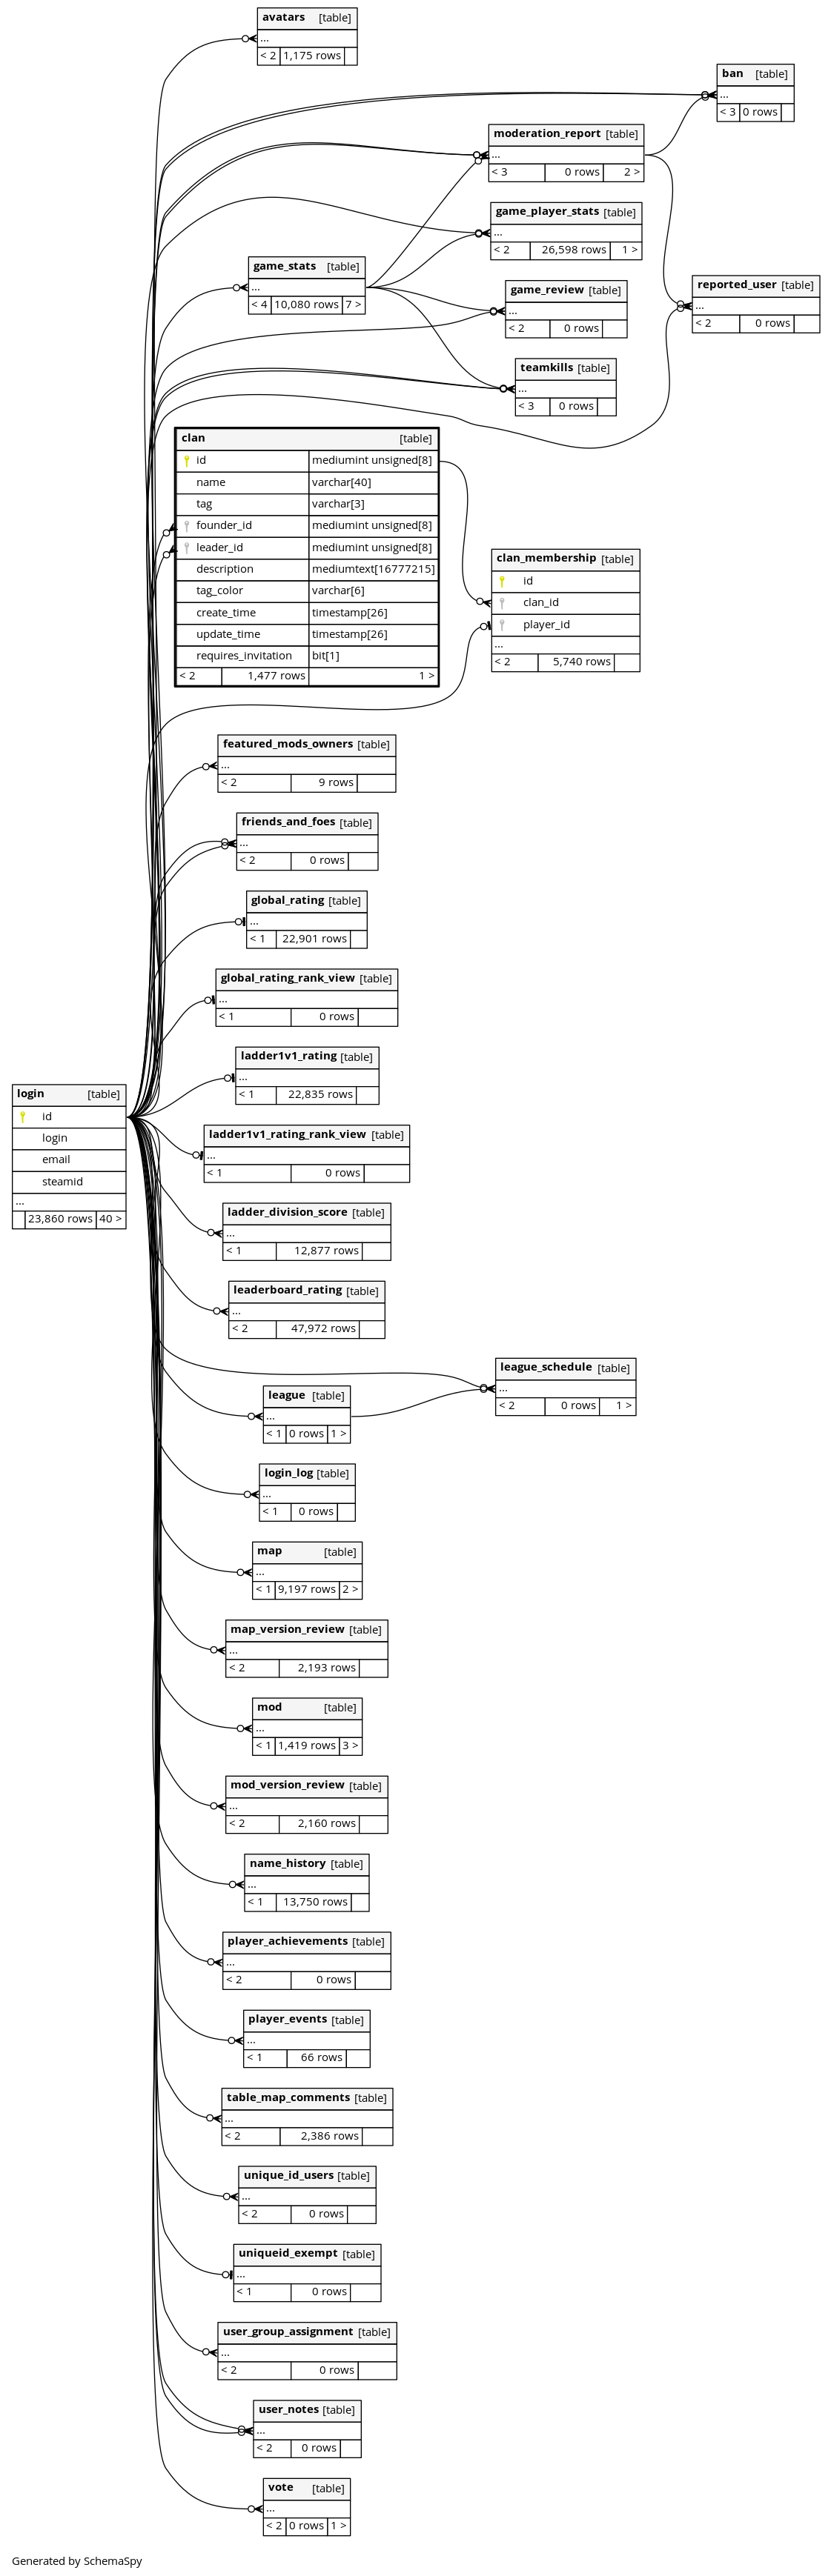 avatars [table]
...
< 2 1,175 rows
ban [table]
...
< 3 0 rows
moderation_report [table]
...
< 3 0 rows 2 >
game_player_stats [table]
...
< 2 26,598 rows 1 >
game_stats [table]
...
< 4 10,080 rows 7 >
game_review [table]
...
< 2 0 rows
reported_user [table]
...
< 2 0 rows
teamkills [table]
...
< 3 0 rows
clan [table]
id mediumint unsigned[8]
name varchar[40]
tag varchar[3]
founder_id mediumint unsigned[8]
leader_id mediumint unsigned[8]
description mediumtext[16777215]
tag_color varchar[6]
create_time timestamp[26]
update_time timestamp[26]
requires_invitation bit[1]
< 2 1,477 rows 1 >
clan_membership [table]
id
clan_id
player_id
...
< 2 5,740 rows
featured_mods_owners [table]
...
< 2 9 rows
friends_and_foes [table]
...
< 2 0 rows
global_rating [table]
...
< 1 22,901 rows
global_rating_rank_view [table]
...
< 1 0 rows
ladder1v1_rating [table]
...
< 1 22,835 rows
login [table]
id
login
email
steamid
...
23,860 rows 40 >
ladder1v1_rating_rank_view [table]
...
< 1 0 rows
ladder_division_score [table]
...
< 1 12,877 rows
leaderboard_rating [table]
...
< 2 47,972 rows
league_schedule [table]
...
< 2 0 rows 1 >
league [table]
...
< 1 0 rows 1 >
login_log [table]
...
< 1 0 rows
map [table]
...
< 1 9,197 rows 2 >
map_version_review [table]
...
< 2 2,193 rows
mod [table]
...
< 1 1,419 rows 3 >
mod_version_review [table]
...
< 2 2,160 rows
name_history [table]
...
< 1 13,750 rows
player_achievements [table]
...
< 2 0 rows
player_events [table]
...
< 1 66 rows
table_map_comments [table]
...
< 2 2,386 rows
unique_id_users [table]
...
< 2 0 rows
uniqueid_exempt [table]
...
< 1 0 rows
user_group_assignment [table]
...
< 2 0 rows
user_notes [table]
...
< 2 0 rows
vote [table]
...
< 2 0 rows 1 >
Generated by SchemaSpy